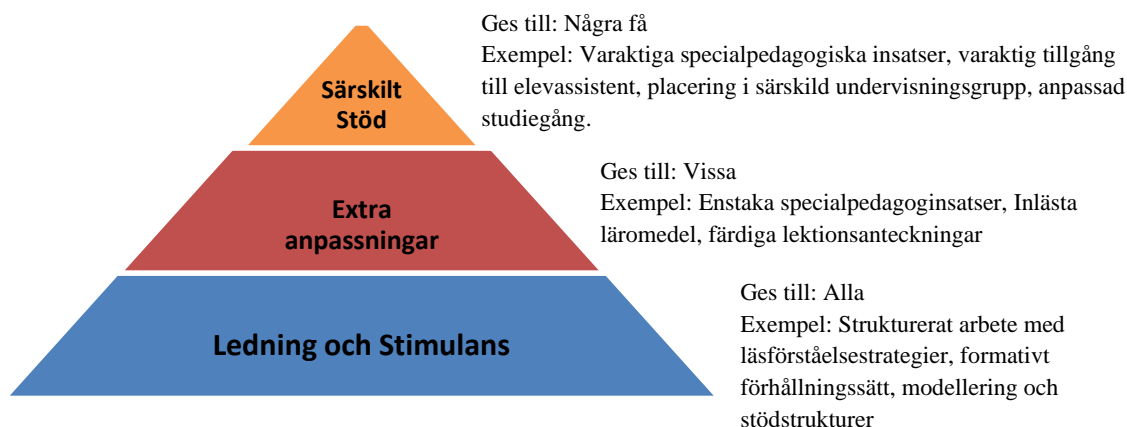 Ges till: Några få
Exempel: Varaktiga specialpedagogiska insatser, varaktig tillgång
till elevassistent, placering i särskild undervisningsgrupp, anpassad
studiegång.
Särskilt
Stöd
Ges till: Vissa
Exempel: Enstaka specialpedagoginsatser, Inlästa
läromedel, färdiga lektionsanteckningar
Extra
anpassningar
Ges till: Alla
Exempel: Strukturerat arbete med
läsförståelsestrategier, formativt
förhållningssätt, modellering och
stödstrukturer
Ledning och Stimulans